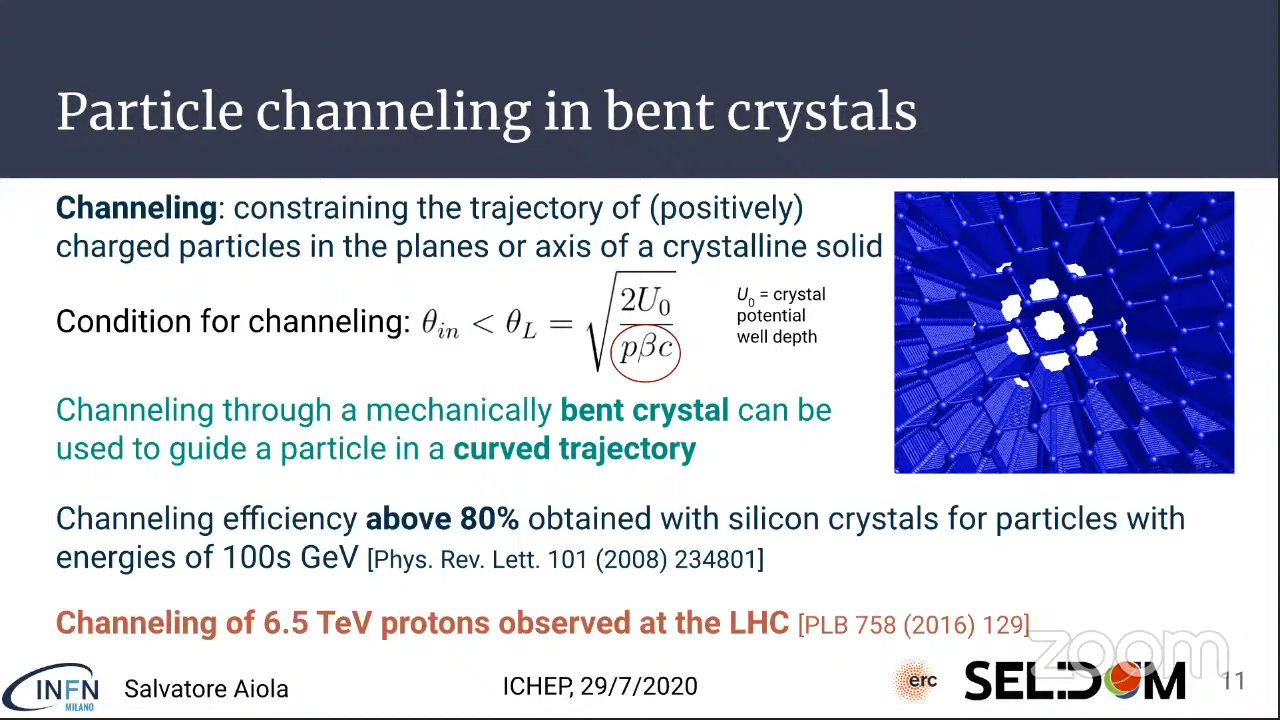 Particle channeling in bent crystals
Channeling: constraining the trajectory of (positively)
charged particles in the planes or axis of a crystalline solid
Condition for channeling: θ_in < θ_L = √(2U_0 / pβc)
U_0 = crystal
potential
well depth
Channeling through a mechanically bent crystal can be
used to guide a particle in a curved trajectory
Channeling efficiency above 80% obtained with silicon crystals for particles with
energies of 100s GeV [Phys. Rev. Lett. 101 (2008) 234801]
Channeling of 6.5 TeV protons observed at the LHC [PLB 758 (2016) 129]
zoom
INFN
MILANO
Salvatore Aiola
ICHEP, 29/7/2020
erc
SELDOM
11